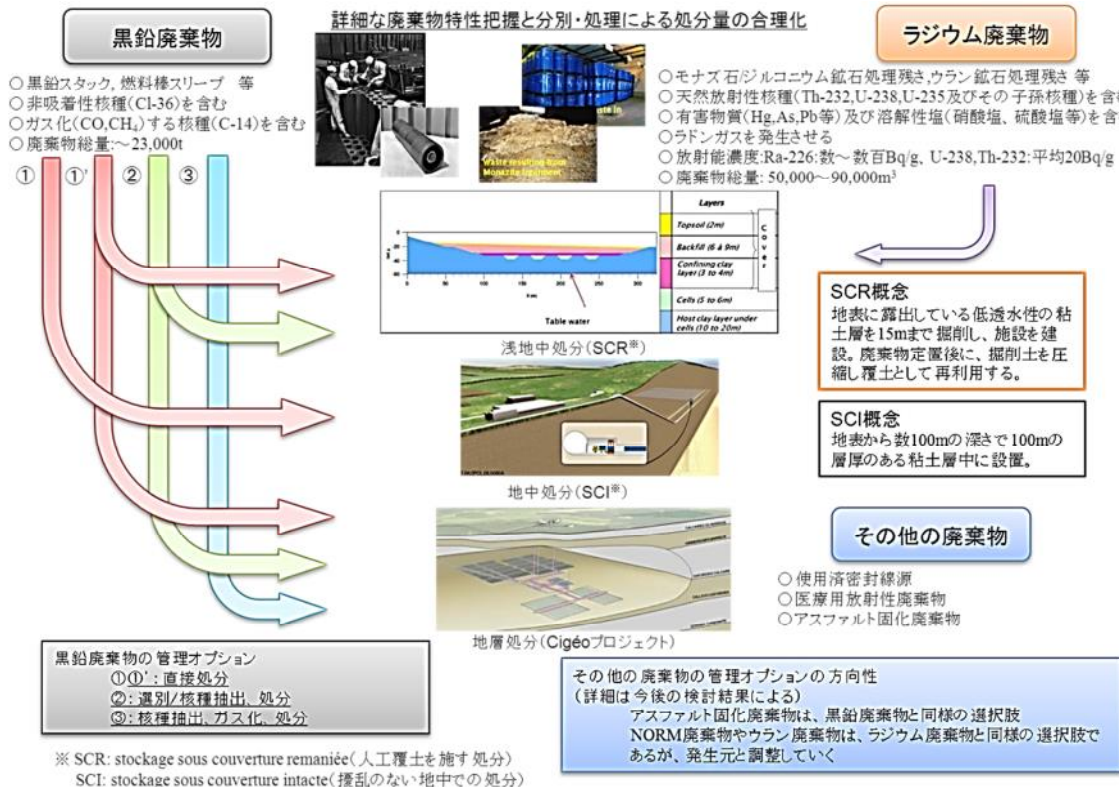 詳細な廃棄物特性把握と分別・処理による処分量の合理化
黒鉛廃棄物
○黒鉛スタック, 燃料棒スリーブ 等
○非吸着性核種(Cl-36)を含む
○ガス化(CO,CH₄)する核種(C-14)を含む
○廃棄物総量:～23,000t
① ①' ② ③
ラジウム廃棄物
○モナズ石/ジルコニウム鉱石処理残さ,ウラン鉱石処理残さ 等
○天然放射性核種(Th-232,U-238,U-235及びその子孫核種)を含む
○有害物質(Hg,As,Pb等)及び溶解性塩(硝酸塩、硫酸塩等)を含
○ラドンガスを発生させる
○放射能濃度:Ra-226:数～数百Bq/g, U-238,Th-232:平均20Bq/g
○廃棄物総量: 50,000～90,000m³
Waste resulting from
Monazite
Layers
Topsoil (2m)
Backfill (6 à 9m)
Confining clay
layer (3 to 4m)
Cells (5 to 6m)
Host clay layer under
cells (10 to 20m)
Cover
0 50 100 150 200 250 300
Table water
浅地中処分(SCR※)
SCR概念
地表に露出している低透水性の粘
土層を15mまで掘削し、施設を建
設。廃棄物定置後に、掘削土を圧
縮し覆土として再利用する。
SCI概念
地表から数100mの深さで100mの
層厚のある粘土層中に設置。
地中処分(SCI※)
その他の廃棄物
○使用済密封線源
○医療用放射性廃棄物
○アスファルト固化廃棄物
地層処分(Cigéoプロジェクト)
黒鉛廃棄物の管理オプション
①①':直接処分
②:選別/核種抽出、処分
③:核種抽出、ガス化、処分
その他の廃棄物の管理オプションの方向性
(詳細は今後の検討結果による)
アスファルト固化廃棄物は、黒鉛廃棄物と同様の選択肢
NORM廃棄物やウラン廃棄物は、ラジウム廃棄物と同様の選択肢で
あるが、発生元と調整していく
※ SCR: stockage sous couverture remaniée(人工覆土を施す処分)
SCI: stockage sous couverture intacte(擾乱のない地中での処分)